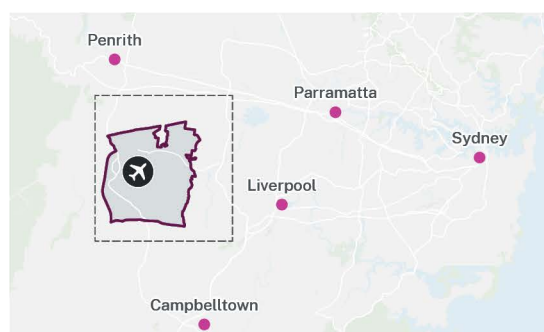 Penrith
Parramatta
Sydney
Liverpool
Campbelltown